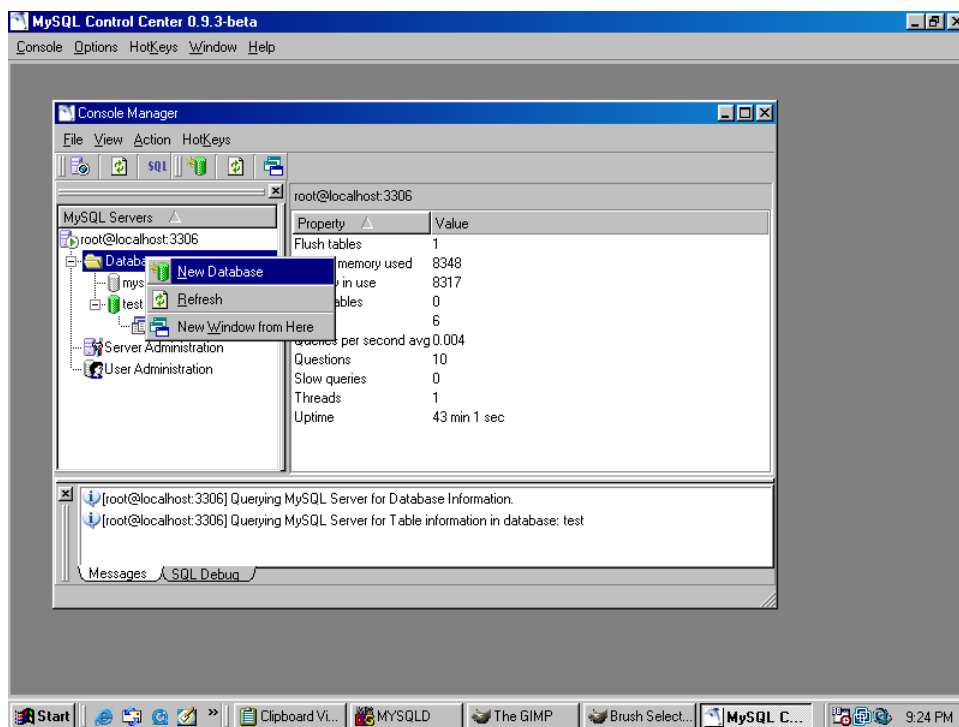 MySQL Control Center 0.9.3-beta
Console Options HotKeys Window Help
Console Manager
File View Action HotKeys
SQL
root@localhost:3306
MySQL Servers
Property Value
root@localhost:3306
Flush tables 1
Databa
memory used 8348
New Database
mys
in use 8317
Refresh
test
ables 0
New Window from Here
6
Server Administration
Queries per second avg 0.004
User Administration
Questions 10
Slow queries 0
Threads 1
Uptime 43 min 1 sec
[root@localhost:3306] Querying MySQL Server for Database Information.
[root@localhost:3306] Querying MySQL Server for Table information in database: test
Messages SQL Debug
Start » Clipboard Vi... MYSQLD The GIMP Brush Select... MySQL C... 9:24 PM